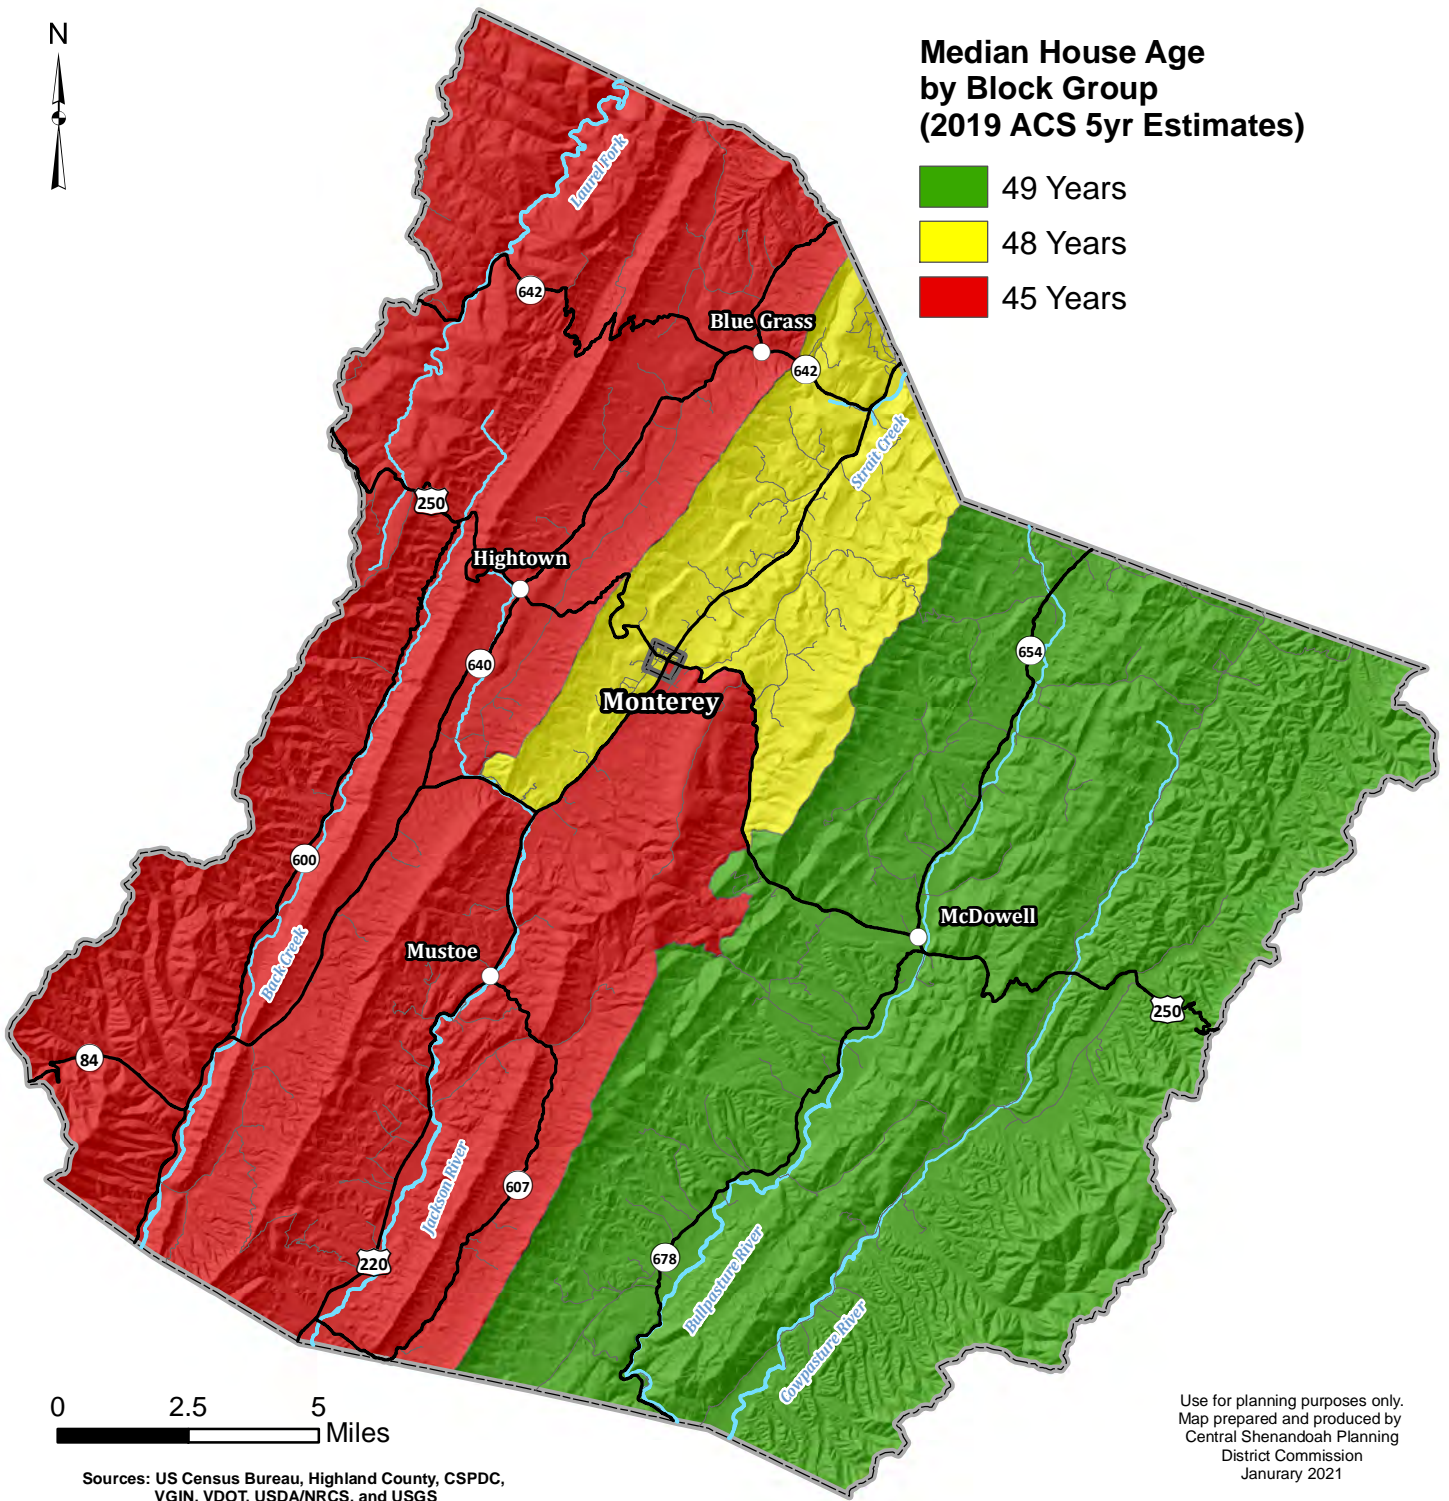 N
Median House Age
by Block Group
(2019 ACS 5yr Estimates)
49 Years
48 Years
45 Years
Laurel Fork
642
Blue Grass
642
Strait Creek
250
Hightown
640
654
Monterey
600
McDowell
Mustoe
Back Creek
250
84
Jackson River
607
220
678
Bullpasture River
Cowpasture River
0 2.5 5
Miles
Sources: US Census Bureau, Highland County, CSPDC,
VGIN, VDOT, USDA/NRCS, and USGS
Use for planning purposes only.
Map prepared and produced by
Central Shenandoah Planning
District Commission
Janurary 2021